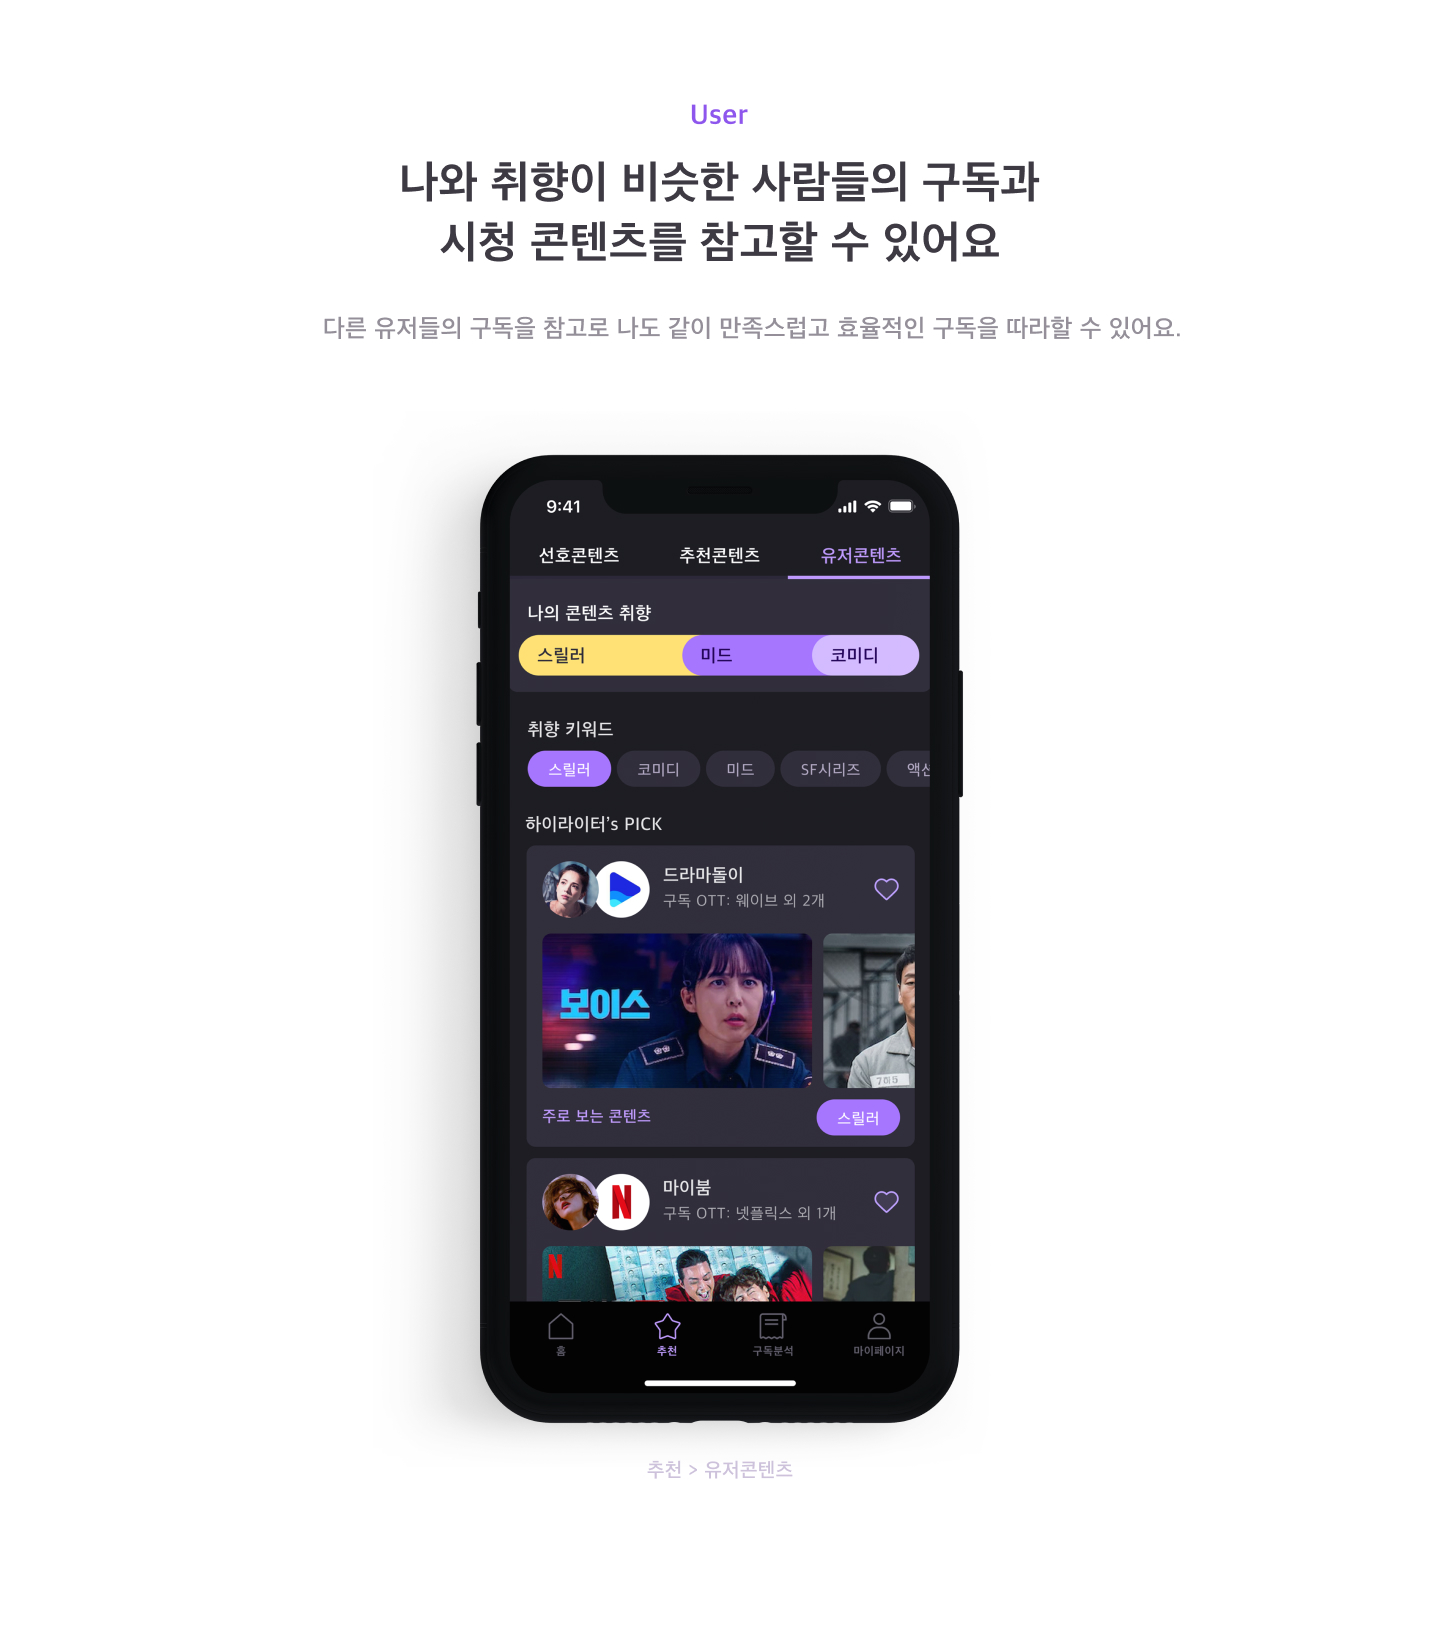 User
나와 취향이 비슷한 사람들의 구독과
시청 콘텐츠를 참고할 수 있어요
다른 유저들의 구독을 참고로 나도 같이 만족스럽고 효율적인 구독을 따라할 수 있어요.
9:41
선호콘텐츠 추천콘텐츠 유저콘텐츠
나의 콘텐츠 취향
스릴러 미드 코미디
취향 키워드
스릴러 코미디 미드 SF시리즈 액션
하이라이터's PICK
드라마돌이
구독 OTT: 웨이브 외 2개
보이스
주로 보는 콘텐츠 스릴러
N 마이붐
구독 OTT: 넷플릭스 외 1개
N
홈 추천 구독분석 마이페이지
추천 > 유저콘텐츠